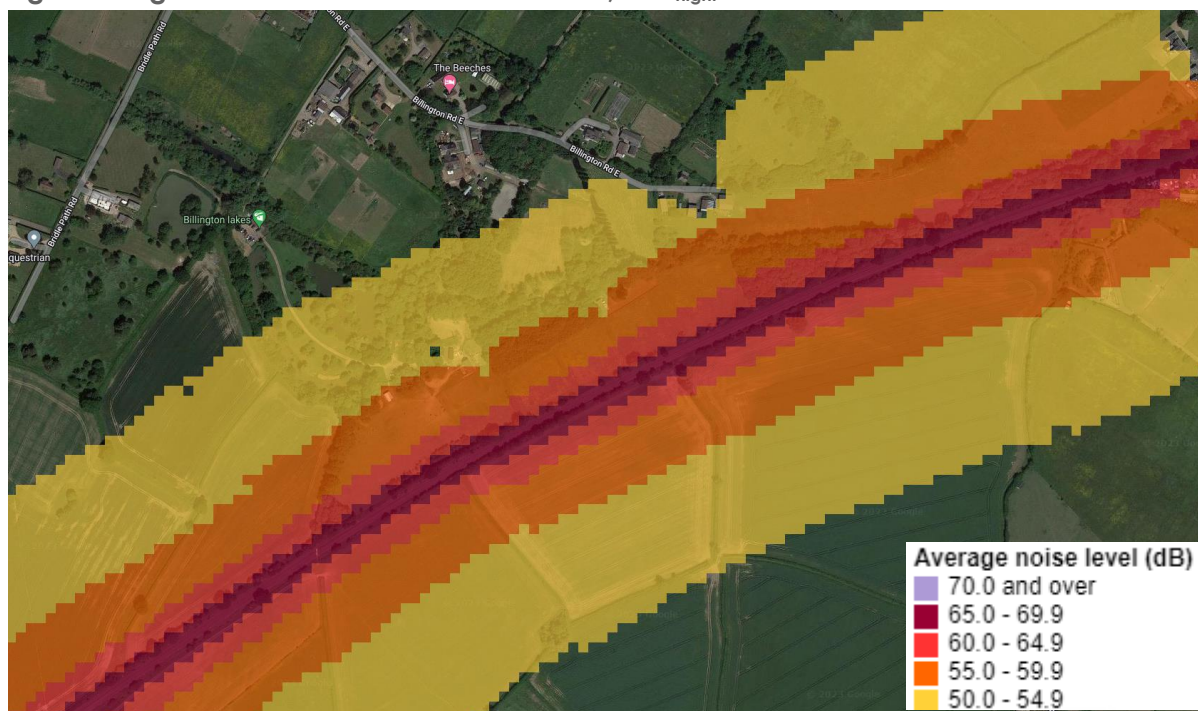 night
Bridle Path Rd
The Beeches
Billington Rd E
Billington Rd E
Billington lakes
Bridle Path Rd
questrian
Average noise level (dB)
70.0 and over
65.0 - 69.9
60.0 - 64.9
55.0 - 59.9
50.0 - 54.9